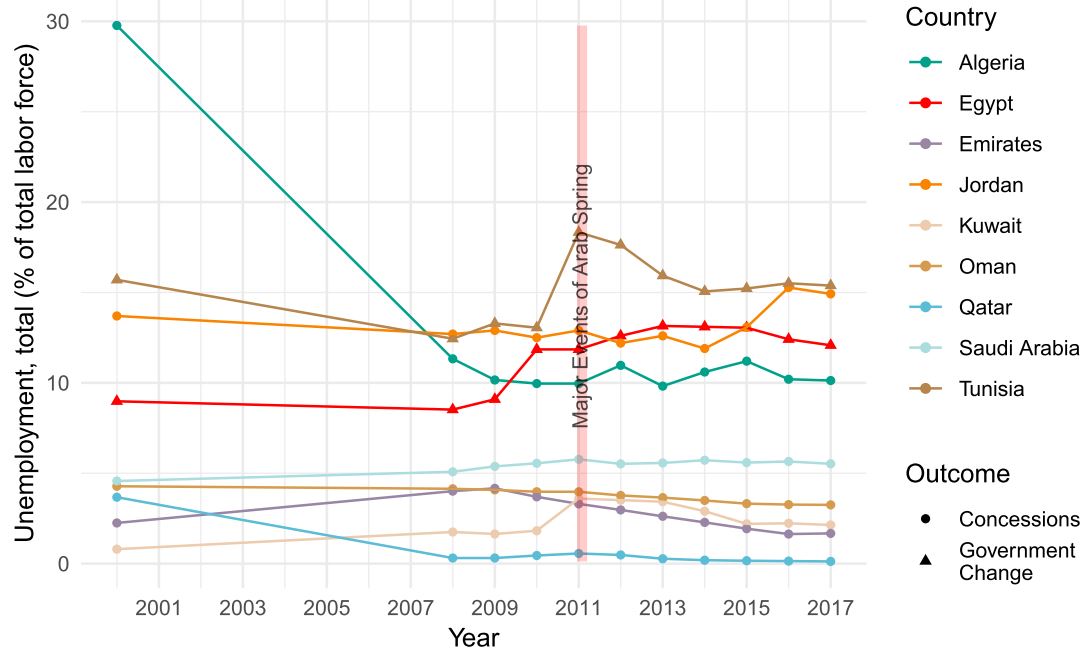 Unemployment, total (% of total labor force)
30
20
10
0
Major Events of Arab Spring
2001 2003 2005 2007 2009 2011 2013 2015 2017
Year
Country
Algeria
Egypt
Emirates
Jordan
Kuwait
Oman
Qatar
Saudi Arabia
Tunisia
Outcome
Concessions
Government
Change